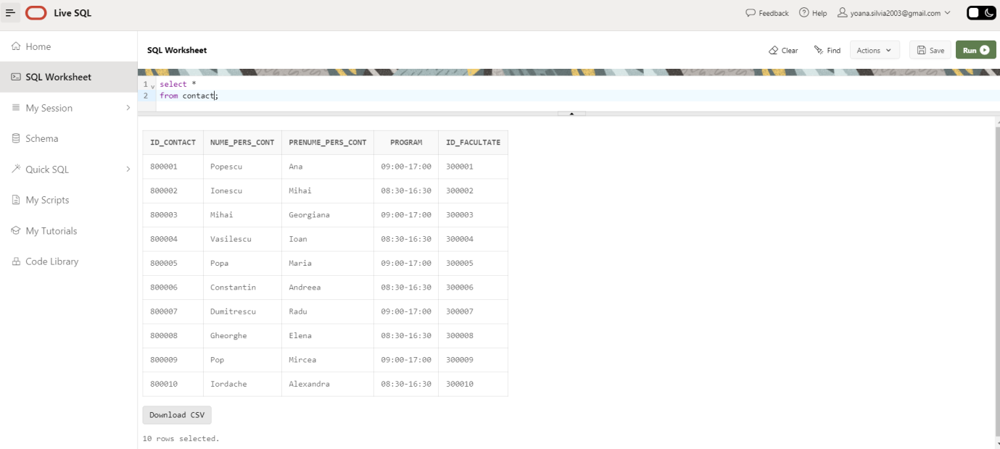 Live SQL
Feedback Help yoana.silvia2003@gmail.com
Home
SQL Worksheet
My Session
Schema
Quick SQL
My Scripts
My Tutorials
Code Library
SQL Worksheet
Clear Find Actions Save Run
1 select *
2 from contact;
ID_CONTACT NUME_PERS_CONT PRENUME_PERS_CONT PROGRAM ID_FACULTATE
800001 Popescu Ana 09:00-17:00 300001
800002 Ionescu Mihai 08:30-16:30 300002
800003 Mihai Georgiana 09:00-17:00 300003
800004 Vasilescu Ioan 08:30-16:30 300004
800005 Popa Maria 09:00-17:00 300005
800006 Constantin Andreea 08:30-16:30 300006
800007 Dumitrescu Radu 09:00-17:00 300007
800008 Gheorghe Elena 08:30-16:30 300008
800009 Pop Mircea 09:00-17:00 300009
800010 Iordache Alexandra 08:30-16:30 300010
Download CSV
10 rows selected.